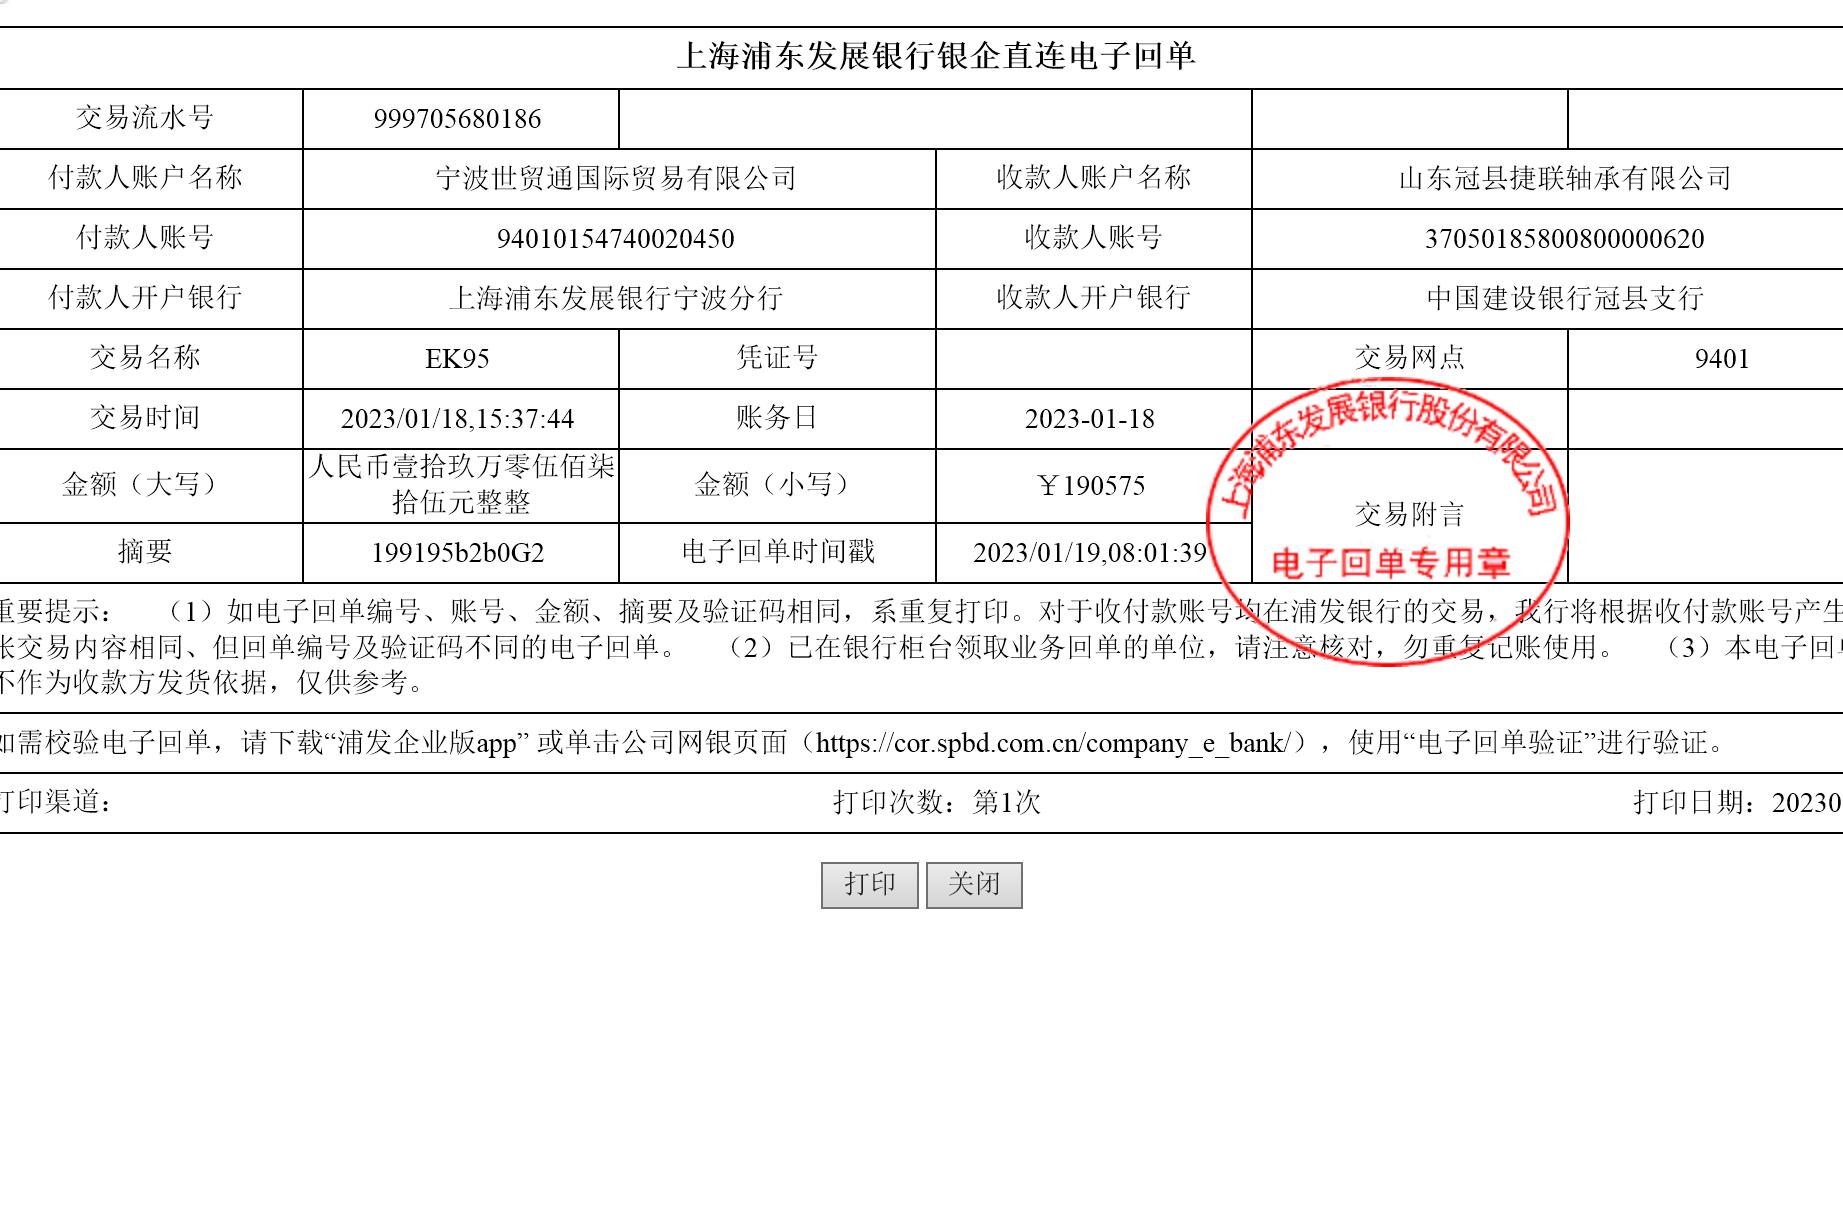 上海浦东发展银行银企直连电子回单
交易流水号 999705680186
付款人账户名称 宁波世贸通国际贸易有限公司 收款人账户名称 山东冠县捷联轴承有限公司
付款人账号 94010154740020450 收款人账号 37050185800800000620
付款人开户银行 上海浦东发展银行宁波分行 收款人开户银行 中国建设银行冠县支行
交易名称 EK95 凭证号 交易网点 9401
交易时间 2023/01/18,15:37:44 账务日 2023-01-18
金额（大写） 人民币壹拾玖万零伍佰柒
拾伍元整整 金额（小写） ￥190575
交易附言
摘要 199195b2b0G2 电子回单时间戳 2023/01/19,08:01:39
上海浦东发展银行股份有限公司
电子回单专用章
重要提示： （1）如电子回单编号、账号、金额、摘要及验证码相同，系重复打印。对于收付款账号均在浦发银行的交易，我行将根据收付款账号产生
张交易内容相同、但回单编号及验证码不同的电子回单。 （2）已在银行柜台领取业务回单的单位，请注意核对，勿重复记账使用。 （3）本电子回单
不作为收款方发货依据，仅供参考。
如需校验电子回单，请下载“浦发企业版app” 或单击公司网银页面（https://cor.spbd.com.cn/company_e_bank/），使用“电子回单验证”进行验证。
打印渠道： 打印次数：第1次 打印日期：20230
打印 关闭